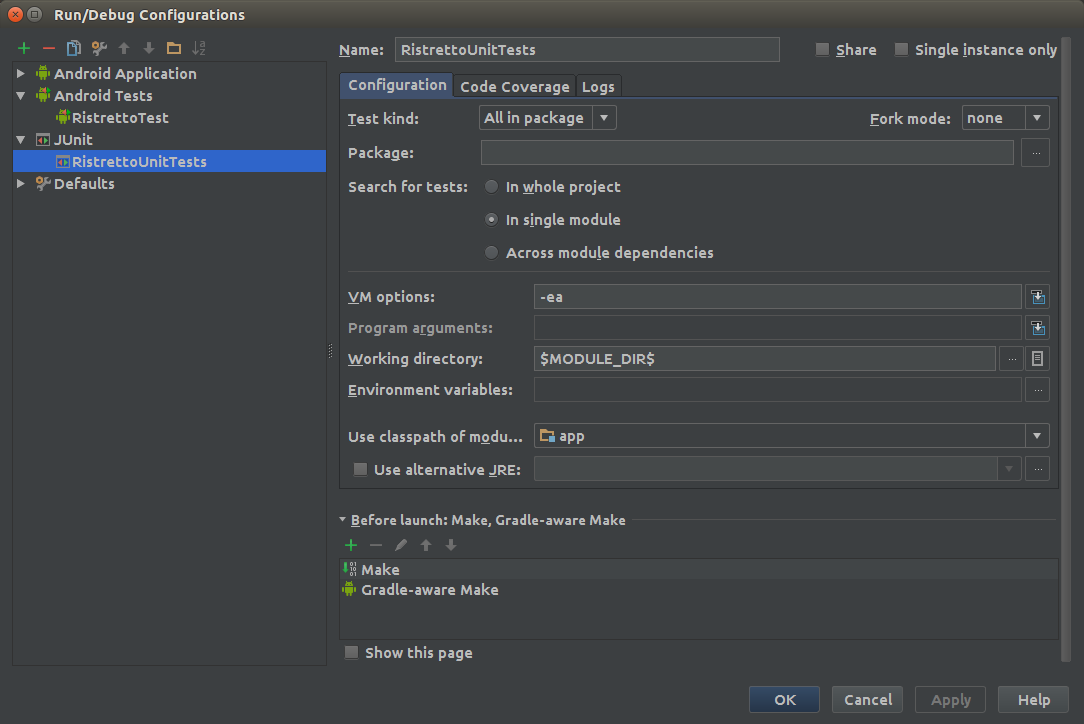 Run/Debug Configurations
Android Application
Android Tests
RistrettoTest
JUnit
RistrettoUnitTests
Defaults
Name: RistrettoUnitTests Share Single instance only
Configuration Code Coverage Logs
Test kind: All in package Fork mode: none
Package: ...
Search for tests: In whole project
In single module
Across module dependencies
VM options: -ea
Program arguments:
Working directory: $MODULE_DIR$ ...
Environment variables: ...
Use classpath of modu... app
Use alternative JRE: ...
Before launch: Make, Gradle-aware Make
Make
Gradle-aware Make
Show this page
OK Cancel Apply Help